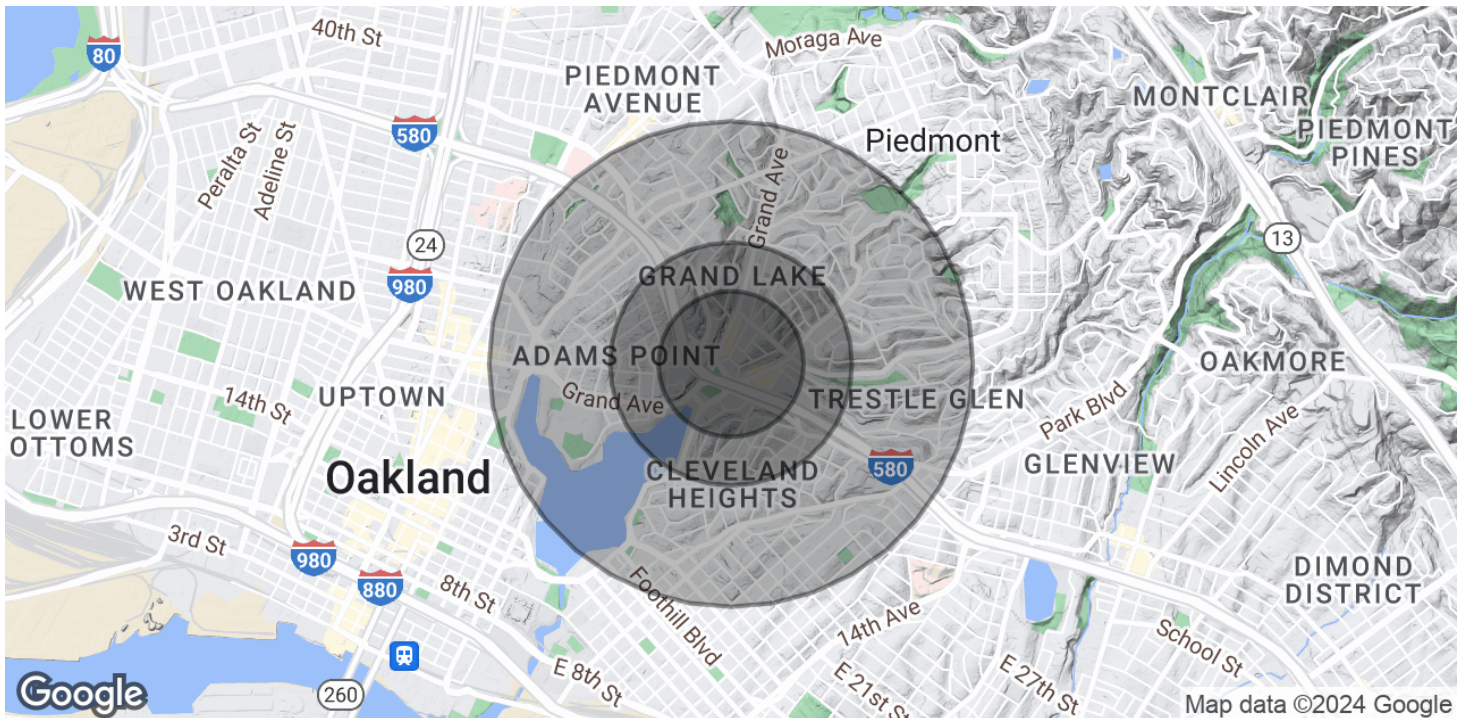 80
40th St
Moraga Ave
PIEDMONT
AVENUE
MONTCLAIR
PIEDMONT
PINES
580
Piedmont
Peralta St
Adeline St
Grand Ave
24
13
WEST OAKLAND
980
GRAND LAKE
ADAMS POINT
OAKMORE
UPTOWN
14th St
Grand Ave
TRESTLE GLEN
Park Blvd
LOWER
OTTOMS
Lincoln Ave
Oakland
CLEVELAND
HEIGHTS
580
GLENVIEW
3rd St
980
880
8th St
Foothill Blvd
14th Ave
DIMOND
DISTRICT
School St
E 8th St
E 21st St
E 27th St
260
Google
Map data ©2024 Google